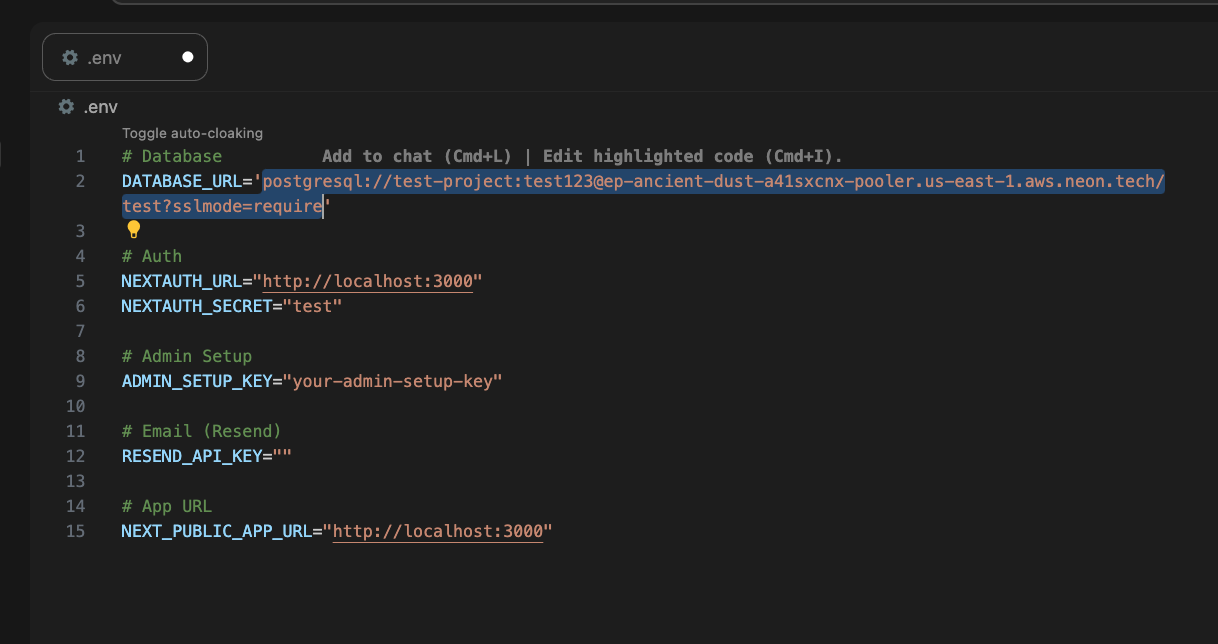 .env
.env
Toggle auto-cloaking
1 # Database Add to chat (Cmd+L) | Edit highlighted code (Cmd+I).
2 DATABASE_URL='postgresql://test-project:test123@ep-ancient-dust-a41sxcnx-pooler.us-east-1.aws.neon.tech/
test?sslmode=require'
3
4 # Auth
5 NEXTAUTH_URL="http://localhost:3000"
6 NEXTAUTH_SECRET="test"
7
8 # Admin Setup
9 ADMIN_SETUP_KEY="your-admin-setup-key"
10
11 # Email (Resend)
12 RESEND_API_KEY=""
13
14 # App URL
15 NEXT_PUBLIC_APP_URL="http://localhost:3000"